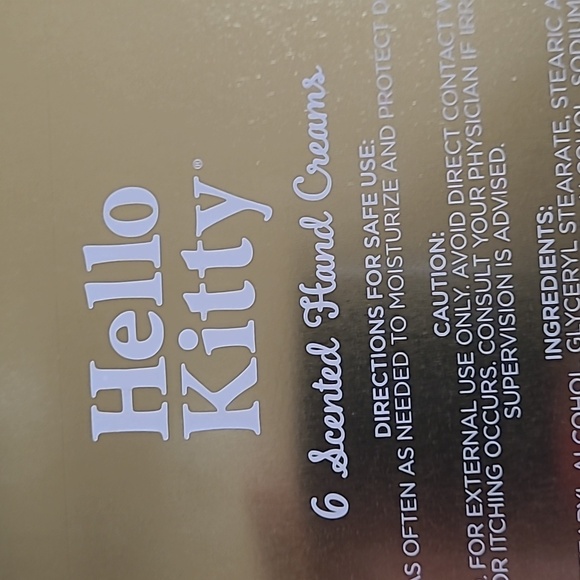 Hello
Kitty®
6 Scented Hand Creams
DIRECTIONS FOR SAFE USE:
AS OFTEN AS NEEDED TO MOISTURIZE AND PROTECT
CAUTION:
FOR EXTERNAL USE ONLY. AVOID DIRECT CONTACT
OR ITCHING OCCURS. CONSULT YOUR PHYSICIAN IF
SUPERVISION IS ADVISED.
INGREDIENTS:
ALCOHOL, GLYCERYL STEARATE, STEARIC
SODIUM